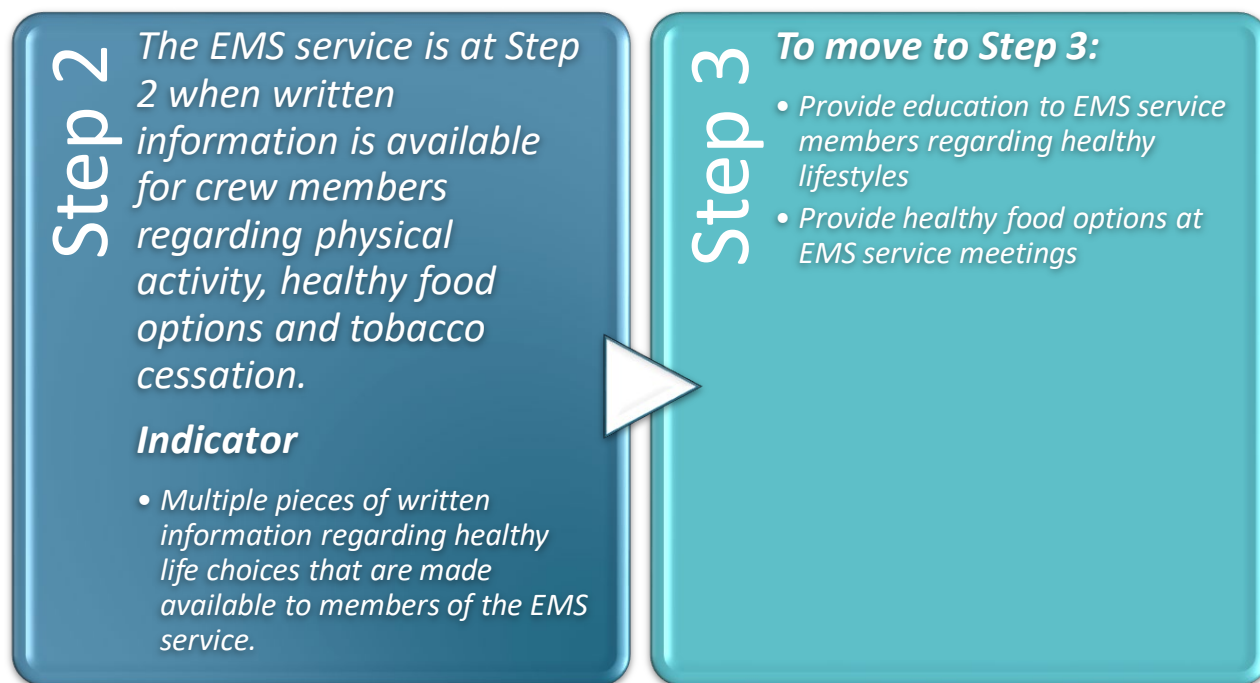 Step 2
The EMS service is at Step
2 when written
information is available
for crew members
regarding physical
activity, healthy food
options and tobacco
cessation.
Indicator
• Multiple pieces of written
information regarding healthy
life choices that are made
available to members of the EMS
service.
Step 3
To move to Step 3:
• Provide education to EMS service
members regarding healthy
lifestyles
• Provide healthy food options at
EMS service meetings